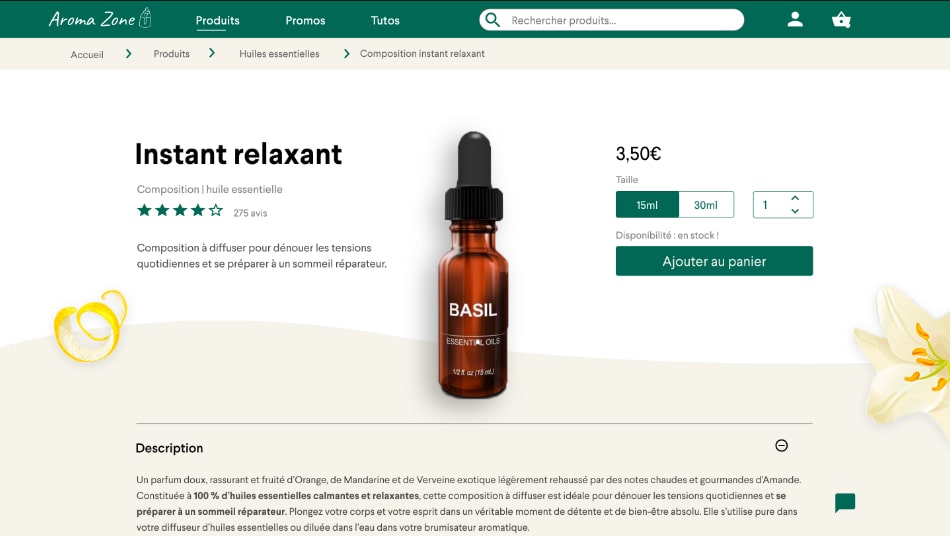 Aroma Zone
Produits
Promos
Tutos
Rechercher produits...
Accueil
Produits
Huiles essentielles
Composition instant relaxant
Instant relaxant
Composition | huile essentielle
275 avis
Composition à diffuser pour dénouer les tensions
quotidiennes et se préparer à un sommeil réparateur.
BASIL
ESSENTIAL OILS
1/2 fl. oz (15 mL)
3,50€
Taille
15ml
30ml
1
Disponibilité : en stock !
Ajouter au panier
Description
Un parfum doux, rassurant et fruité d'Orange, de Mandarine et de Verveine exotique légèrement rehaussé par des notes chaudes et gourmandes d'Amande.
Constituée à 100 % d'huiles essentielles calmantes et relaxantes, cette composition à diffuser est idéale pour dénouer les tensions quotidiennes et se
préparer à un sommeil réparateur. Plongez votre corps et votre esprit dans un véritable moment de détente et de bien-être absolu. Elle s'utilise pure dans
votre diffuseur d'huiles essentielles ou diluée dans l'eau dans votre brumisateur aromatique.